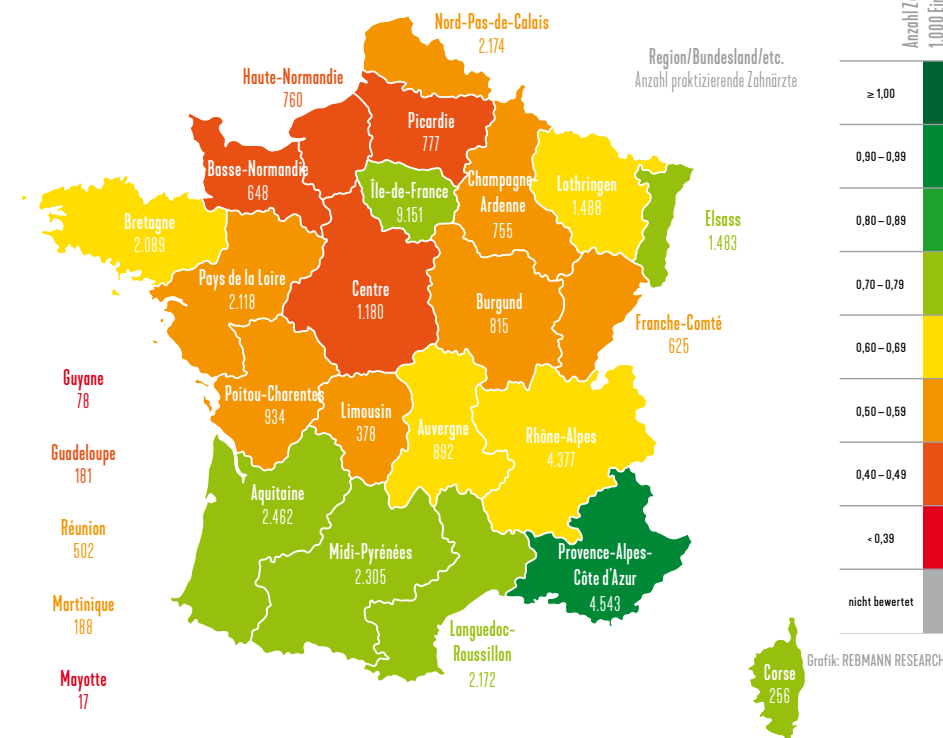 Nord-Pas-de-Calais
2.174
Region/Bundesland/etc.
Anzahl praktizierende Zahnärzte
Haute-Normandie
760
Picardie
777
Basse-Normandie
648
Île-de-France
9.151
Champagne
Ardenne
755
Lothringen
1.488
Elsass
1.483
Bretagne
2.089
Pays de la Loire
2.118
Centre
1.180
Burgund
815
Franche-Comté
625
Guyane
78
Poitou-Charentes
934
Limousin
378
Auvergne
892
Rhône-Alpes
4.377
Guadeloupe
181
Aquitaine
2.462
Réunion
502
Midi-Pyrénées
2.305
Provence-Alpes-
Côte d'Azur
4.543
Martinique
188
Languedoc-
Roussillon
2.172
Mayotte
17
Corse
256
Anzahl
1.000
≥ 1,00
0,90 – 0,99
0,80 – 0,89
0,70 – 0,79
0,60 – 0,69
0,50 – 0,59
0,40 – 0,49
< 0,39
nicht bewertet
Grafik: REBMANN RESEARCH